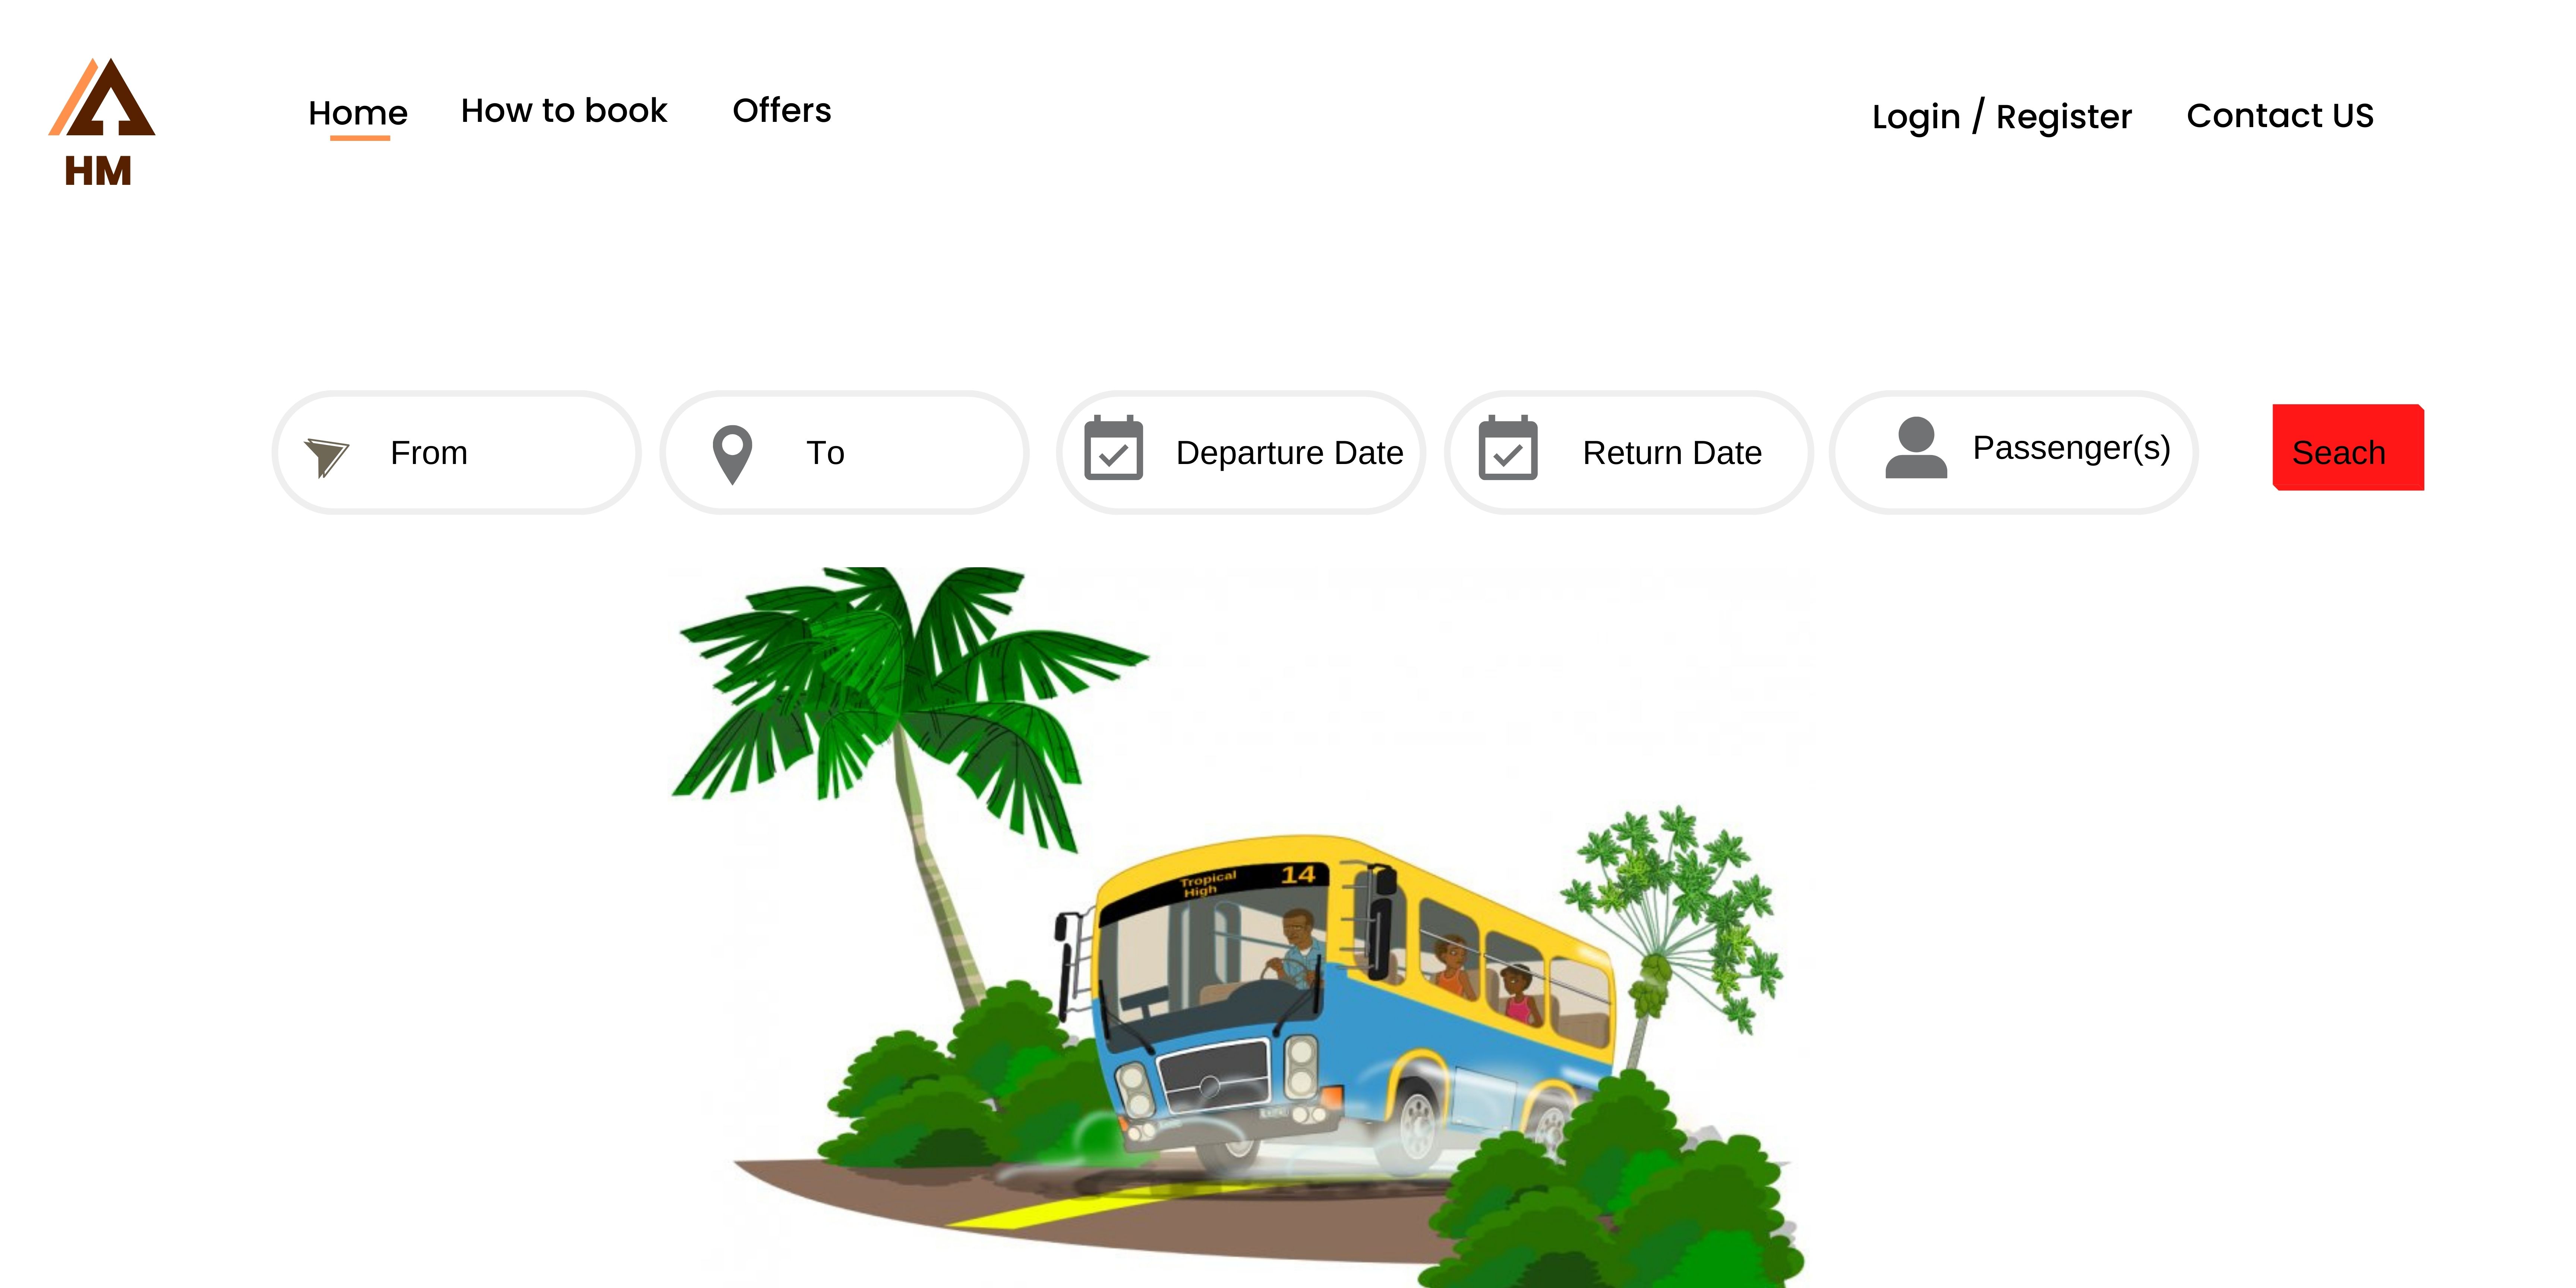 HM
Home
How to book
Offers
Login / Register
Contact US
From
To
Departure Date
Return Date
Passenger(s)
Seach
Tropical
High
14